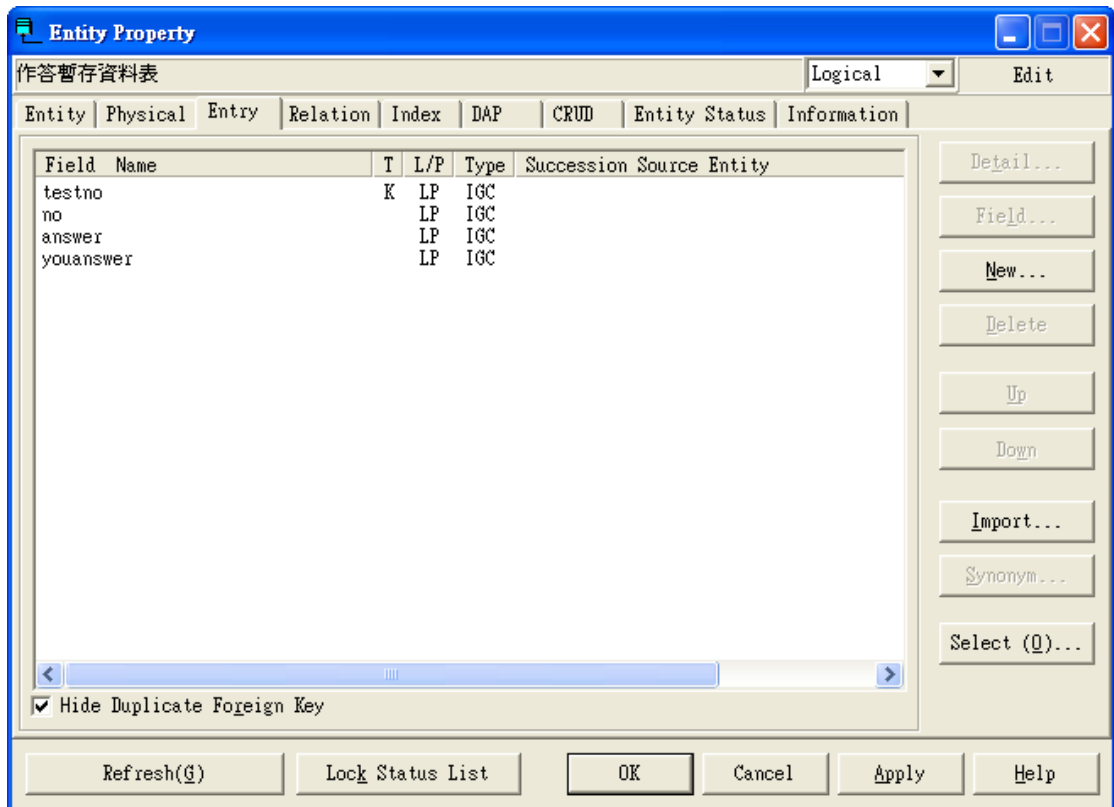 Entity Property
作答暫存資料表 Logical Edit
Entity Physical Entry Relation Index DAP CRUD Entity Status Information
Field Name T L/P Type Succession Source Entity
testno K LP IGC
no LP IGC
answer LP IGC
youanswer LP IGC
Detail...
Field...
New...
Delete
Up
Down
Import...
Synonym...
Select (O)...
Hide Duplicate Foreign Key
Refresh(G) Lock Status List OK Cancel Apply Help